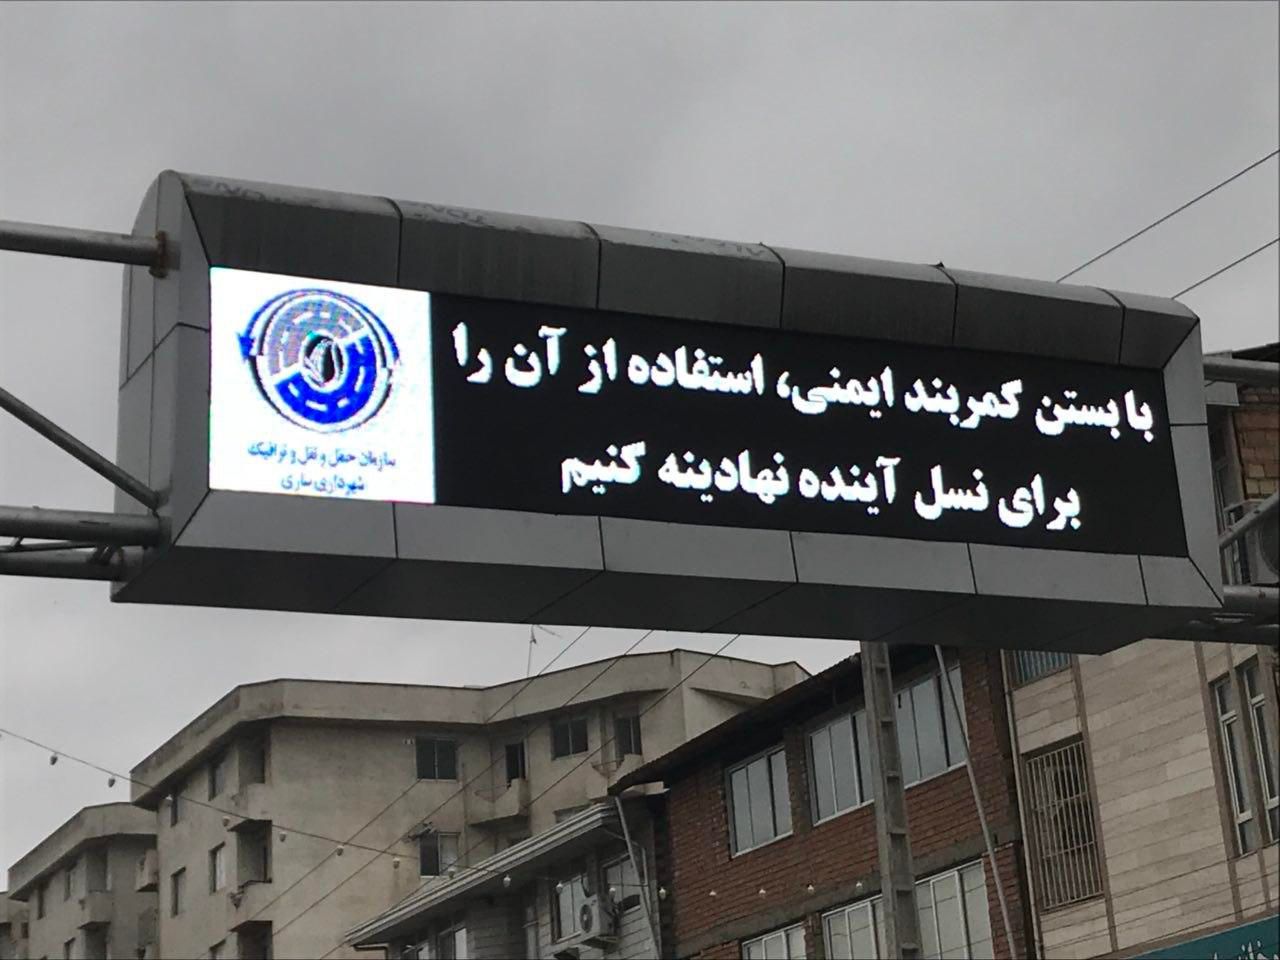 با بستن کمربند ایمنی، استفاده از آن را
برای نسل آینده نهادینه کنیم
سازمان حمل و نقل و ترافیک
شهرداری ساری